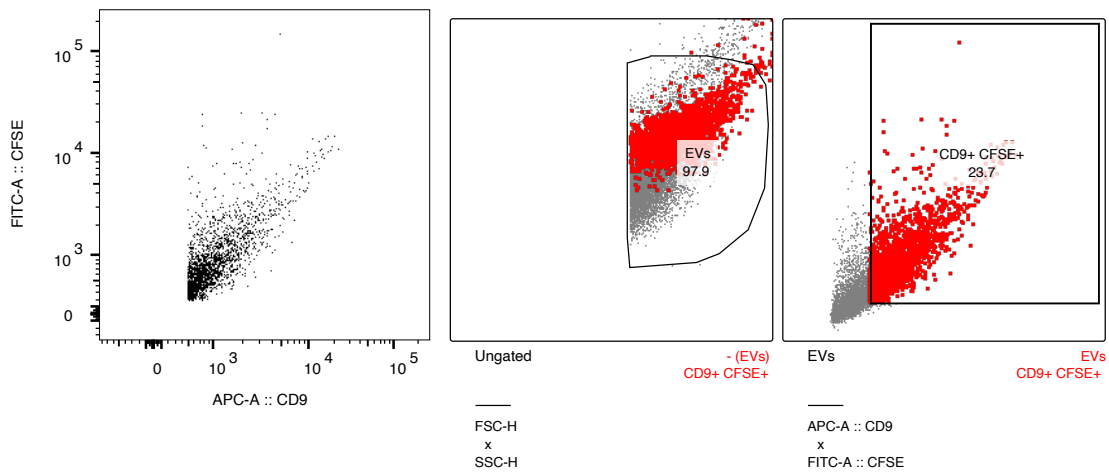 10 5
10 4
10 3
0
FITC-A :: CFSE
0
10 3
10 4
10 5
APC-A :: CD9
EVs
97.9
Ungated
- (EVs)
CD9+ CFSE+
FSC-H
x
SSC-H
CD9+ CFSE+
23.7
EVs
EVs
CD9+ CFSE+
APC-A :: CD9
x
FITC-A :: CFSE